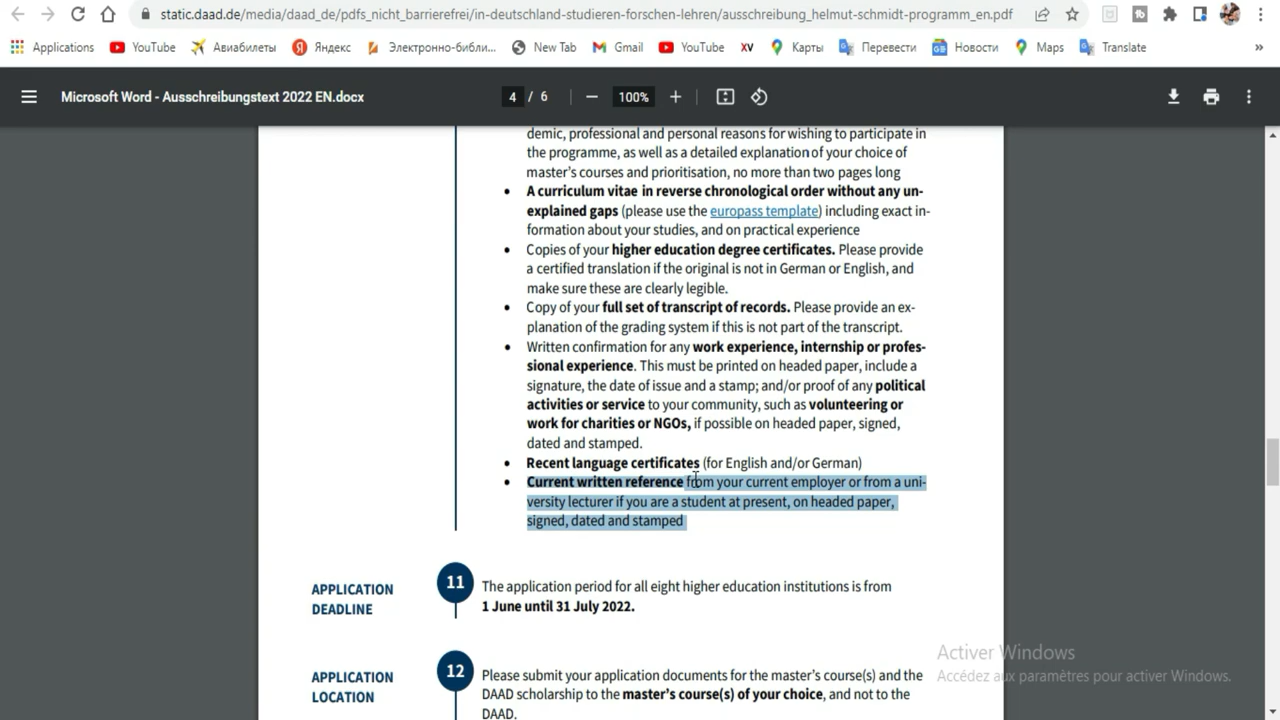 static.daad.de/media/daad_de/pdfs_nicht_barrierefrei/in-deutschland-studieren-forschen-lehren/ausschreibung_helmut-schmidt-programm_en.pdf
Applications YouTube Авиабилеты Яндекс Электронно-библи... New Tab Gmail YouTube XV Карты Перевести Новости Maps Translate »
Microsoft Word - Ausschreibungstext 2022 EN.docx 4 / 6 — 100% +
demic, professional and personal reasons for wishing to participate in
the programme, as well as a detailed explanation of your choice of
master's courses and prioritisation, no more than two pages long
• A curriculum vitae in reverse chronological order without any un-
explained gaps (please use the europass template) including exact in-
formation about your studies, and on practical experience
• Copies of your higher education degree certificates. Please provide
a certified translation if the original is not in German or English, and
make sure these are clearly legible.
• Copy of your full set of transcript of records. Please provide an ex-
planation of the grading system if this is not part of the transcript.
• Written confirmation for any work experience, internship or profes-
sional experience. This must be printed on headed paper, include a
signature, the date of issue and a stamp; and/or proof of any political
activities or service to your community, such as volunteering or
work for charities or NGOs, if possible on headed paper, signed,
dated and stamped.
• Recent language certificates (for English and/or German)
• Current written reference from your current employer or from a uni-
versity lecturer if you are a student at present, on headed paper,
signed, dated and stamped
APPLICATION
DEADLINE
11
The application period for all eight higher education institutions is from
1 June until 31 July 2022.
APPLICATION
LOCATION
12
Please submit your application documents for the master's course(s) and the
DAAD scholarship to the master's course(s) of your choice, and not to the
DAAD.
Activer Windows
Accédez aux paramètres pour activer Windows.